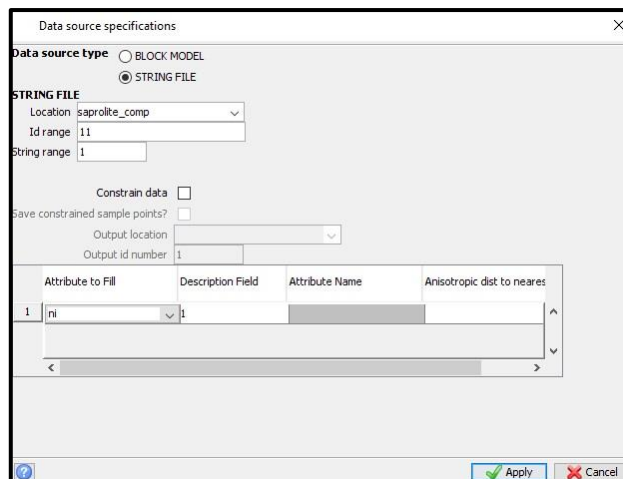 Data source specifications
Data source type BLOCK MODEL
STRING FILE
STRING FILE
Location saprolite_comp
Id range 11
String range 1
Constrain data
Save constrained sample points?
Output location
Output id number 1
Attribute to Fill Description Field Attribute Name Anisotropic dist to neares
1 ni 1
Apply Cancel